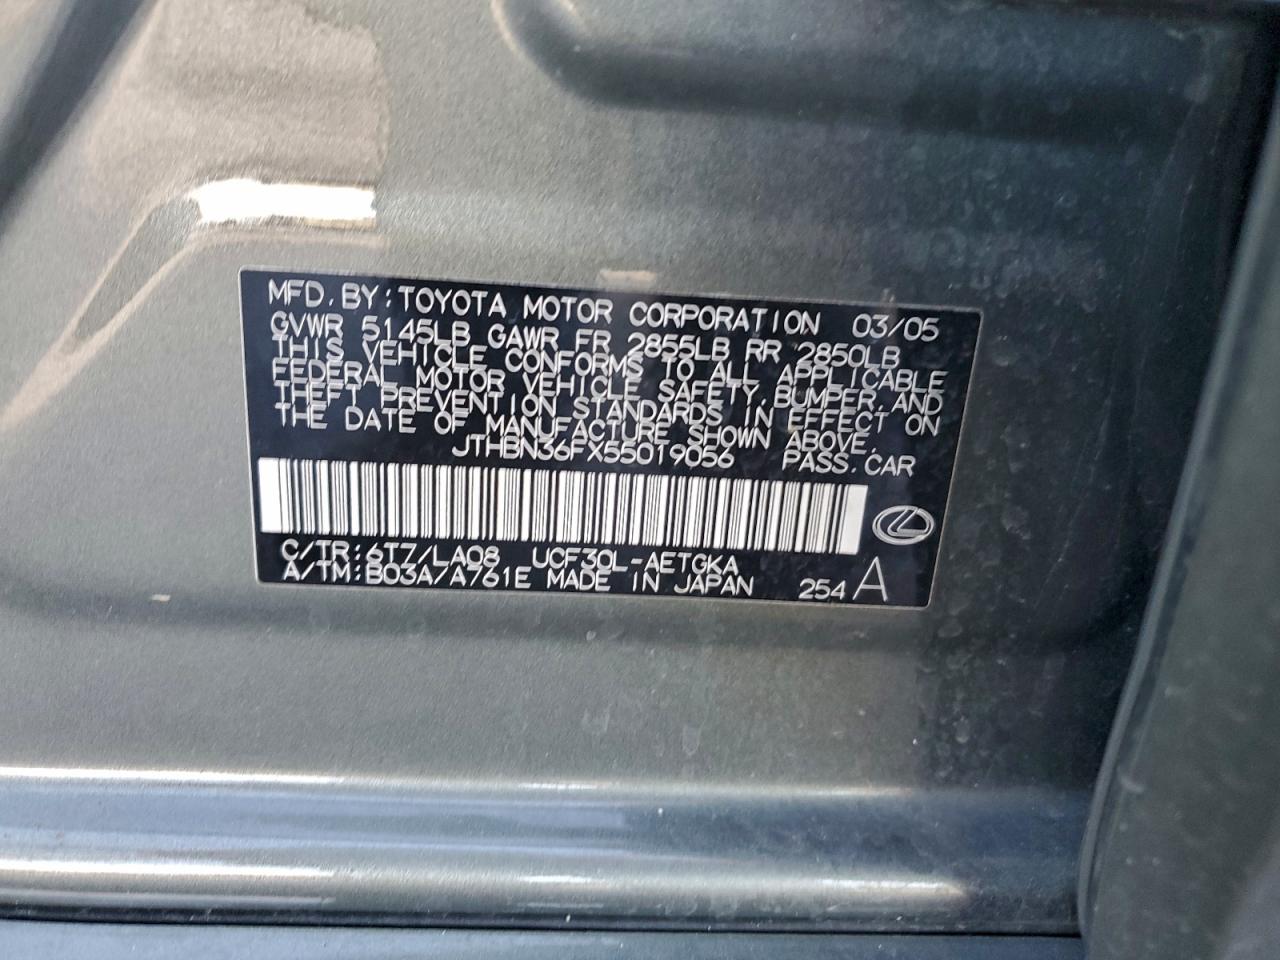 MFD. BY: TOYOTA MOTOR CORPORATION 03/05
GVWR 5145LB GAWR FR 2855LB RR 2850LB
THIS VEHICLE CONFORMS TO ALL APPLICABLE
FEDERAL MOTOR VEHICLE SAFETY, BUMPER, AND
THEFT PREVENTION STANDARDS IN EFFECT ON
THE DATE OF MANUFACTURE SHOWN ABOVE.
JTHBN36FX55019056 PASS. CAR
C/TR: 6T7/LA08 UCF30L-AETGKA
A/TM: B03A/A761E MADE IN JAPAN 254 A